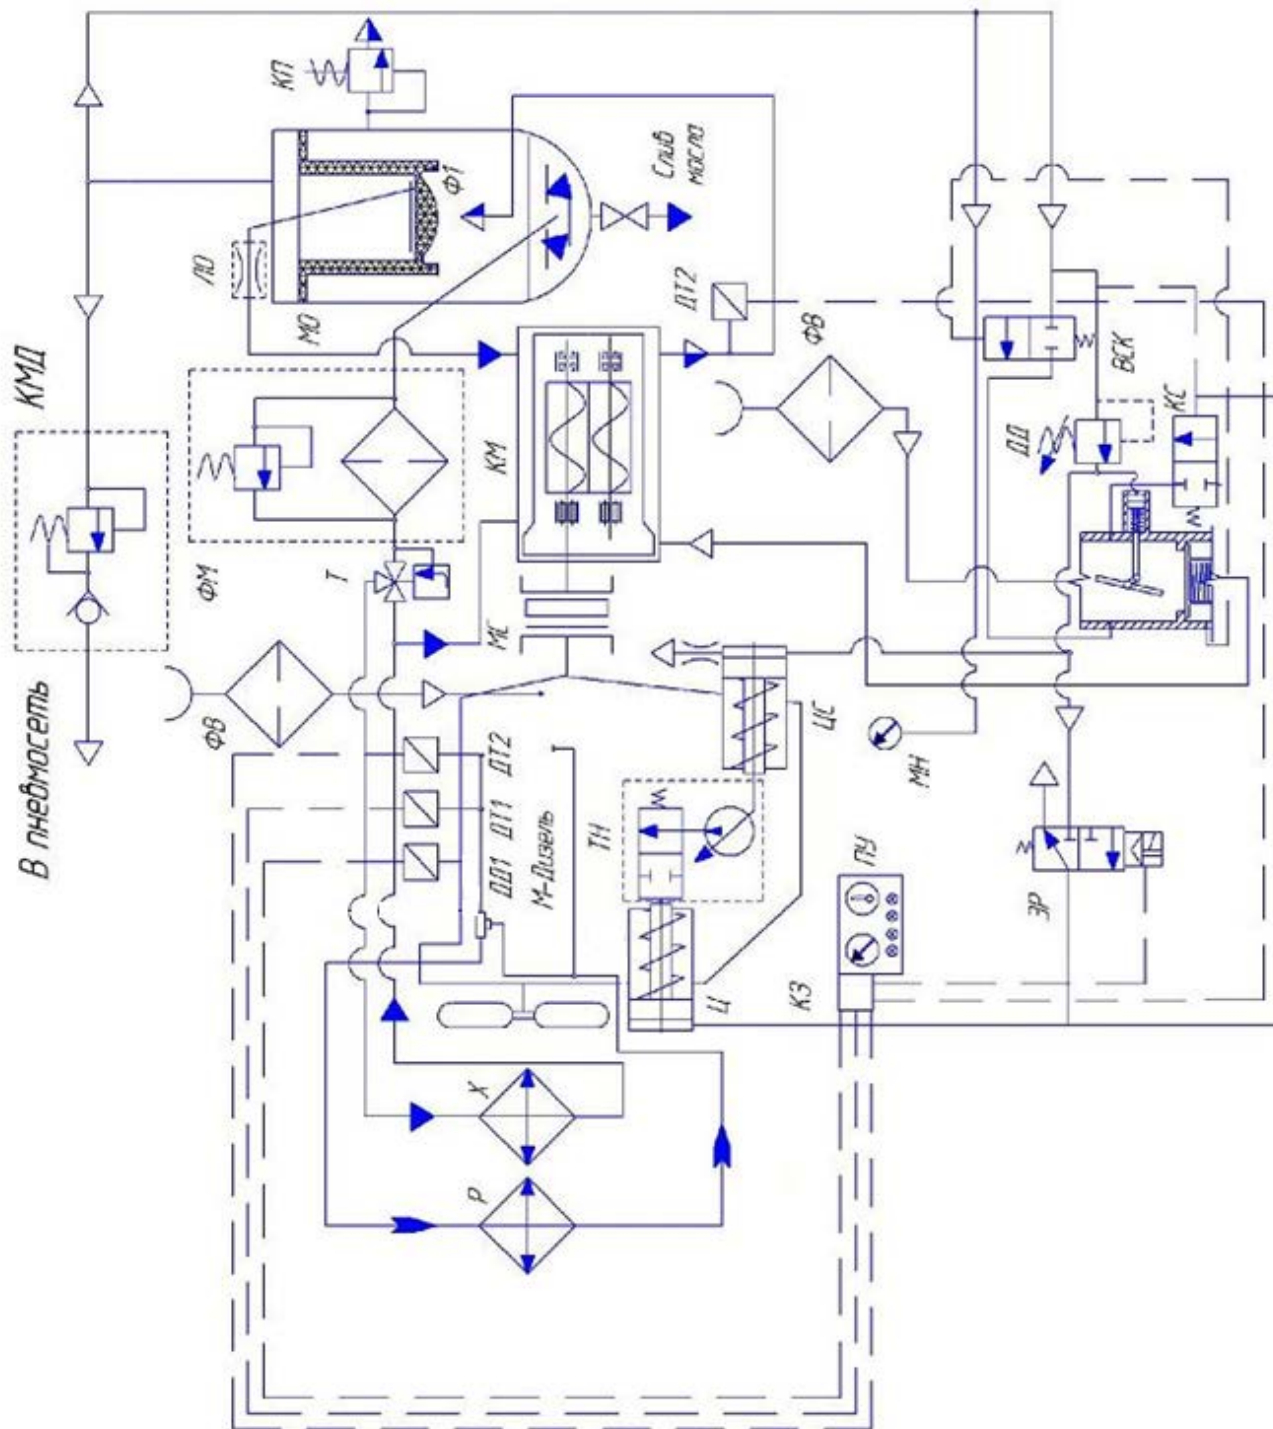 В пневмосеть
КМД
ЛО
ФВ
ФМ
КП
МО
Т
Ф1
Р
Х
МС
КМ
ДД1
ДТ1
ДТ2
М-Дизель
ТН
Слив
масла
ДТ2
Ц
КЗ
ФВ
ЦС
ПУ
МН
ДД
ЭР
ВСК
КС